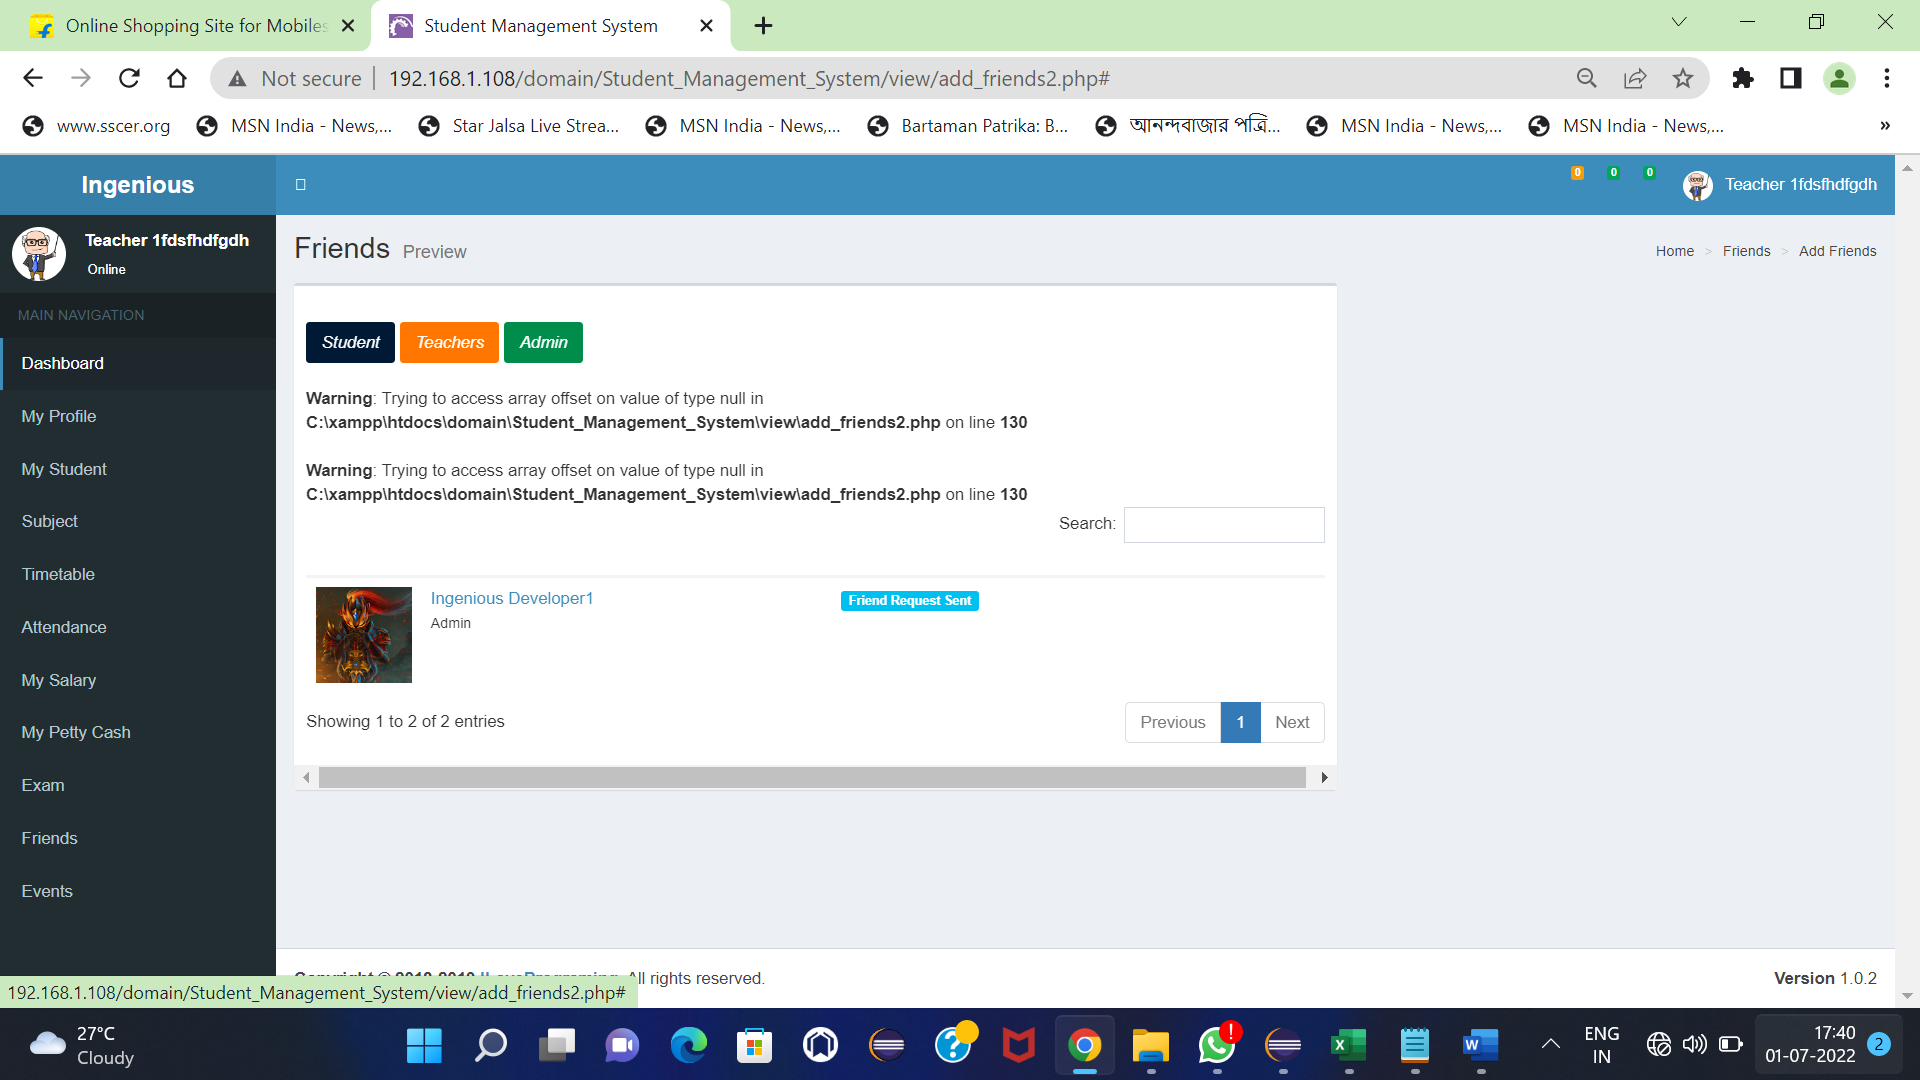 Online Shopping Site for Mobiles
Student Management System
Not secure
192.168.1.108/domain/Student_Management_System/view/add_friends2.php#
www.sscer.org
MSN India - News,...
Star Jalsa Live Strea...
MSN India - News,...
Bartaman Patrika: B...
আনন্দবাজার পত্রি...
MSN India - News,...
MSN India - News,...
»
Ingenious
0
0
0
Teacher 1fdsfhdfgdh
Teacher 1fdsfhdfgdh
Online
MAIN NAVIGATION
Dashboard
My Profile
My Student
Subject
Timetable
Attendance
My Salary
My Petty Cash
Exam
Friends
Events
Friends Preview
Home > Friends > Add Friends
Student
Teachers
Admin
Warning: Trying to access array offset on value of type null in
C:\xampp\htdocs\domain\Student_Management_System\view\add_friends2.php on line 130
Warning: Trying to access array offset on value of type null in
C:\xampp\htdocs\domain\Student_Management_System\view\add_friends2.php on line 130
Search:
Ingenious Developer1
Friend Request Sent
Admin
Showing 1 to 2 of 2 entries
Previous
1
Next
All rights reserved.
Version 1.0.2
192.168.1.108/domain/Student_Management_System/view/add_friends2.php#
27°C
Cloudy
ENG
IN
17:40
01-07-2022
2